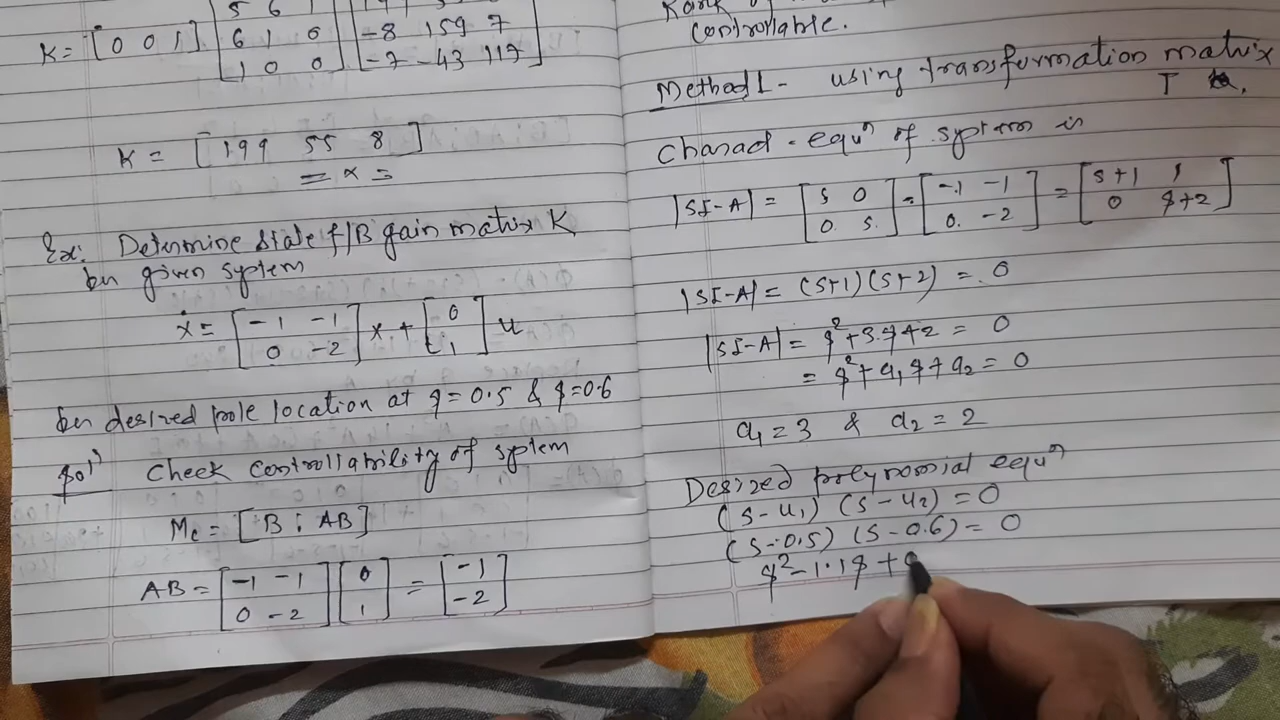 K = [0 0 1] [5 6 1 [
6 1 0 -8 159 7
1 0 0] -7 -43 117]
K = [199 55 8]
= x =
Ex: Determine state f/B gain matrix K
for given system
ẋ = [-1 -1
0 -2] x + [0
1] u
for desired pole location at s = 0.5 & s = 0.6
Solⁿ Check controllability of system
Mc = [B : AB]
AB = [-1 -1
0 -2] [0
1] = [-1
-2]
controllable.
Method 1 - using transformation matrix
T
Charact. equⁿ of system is
|SI-A| = [s 0
0 s] - [-1 -1
0 -2] = [s+1 1
0 s+2]
|SI-A| = (s+1)(s+2) = 0
|SI-A| = s²+3s+2 = 0
= s²+a₁s+a₂ = 0
a₁ = 3 & a₂ = 2
Desired polynomial equⁿ
(s-u₁) (s-u₂) = 0
(s-0.5) (s-0.6) = 0
s²-1.1s+